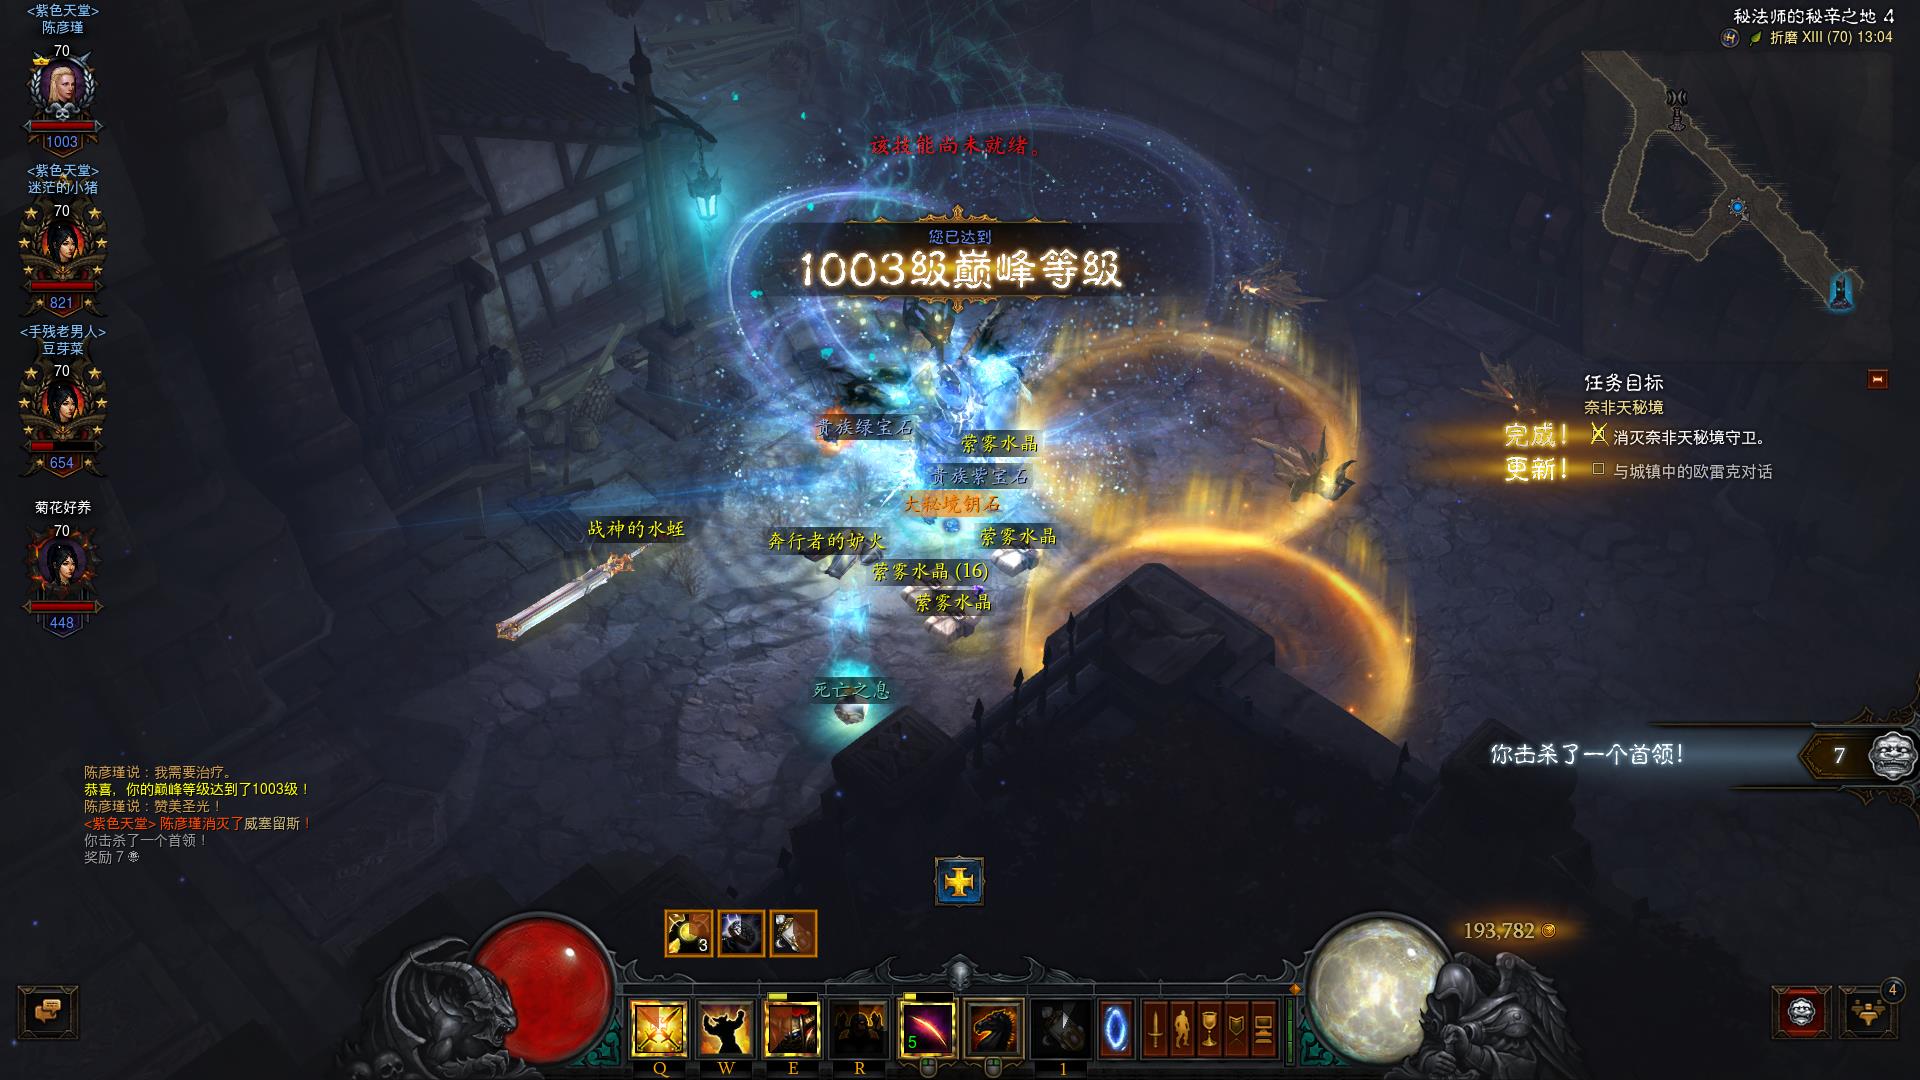 <紫色天堂>
陈彦瑾
70
1003
<紫色天堂>
迷茫的小猪
70
821
<手残老男人>
豆芽菜
70
654
菊花好养
70
448
秘法师的秘辛之地 4
折磨 XIII (70) 13:04
该技能尚未就绪。
您已达到
1003级巅峰等级
任务目标
奈非天秘境
完成！ 消灭奈非天秘境守卫。
更新！ 与城镇中的欧雷克对话
贵族绿宝石
萦雾水晶
贵族紫宝石
大秘境钥石
战神的水蛭
奔行者的妒火
萦雾水晶
萦雾水晶 (16)
萦雾水晶
死亡之息
你击杀了一个首领！
7
陈彦瑾说：我需要治疗。
恭喜，你的巅峰等级达到了1003级！
陈彦瑾说：赞美圣光！
<紫色天堂> 陈彦瑾消灭了威塞留斯！
你击杀了一个首领！
奖励 7
3
193,782
5
4
Q W E R 1